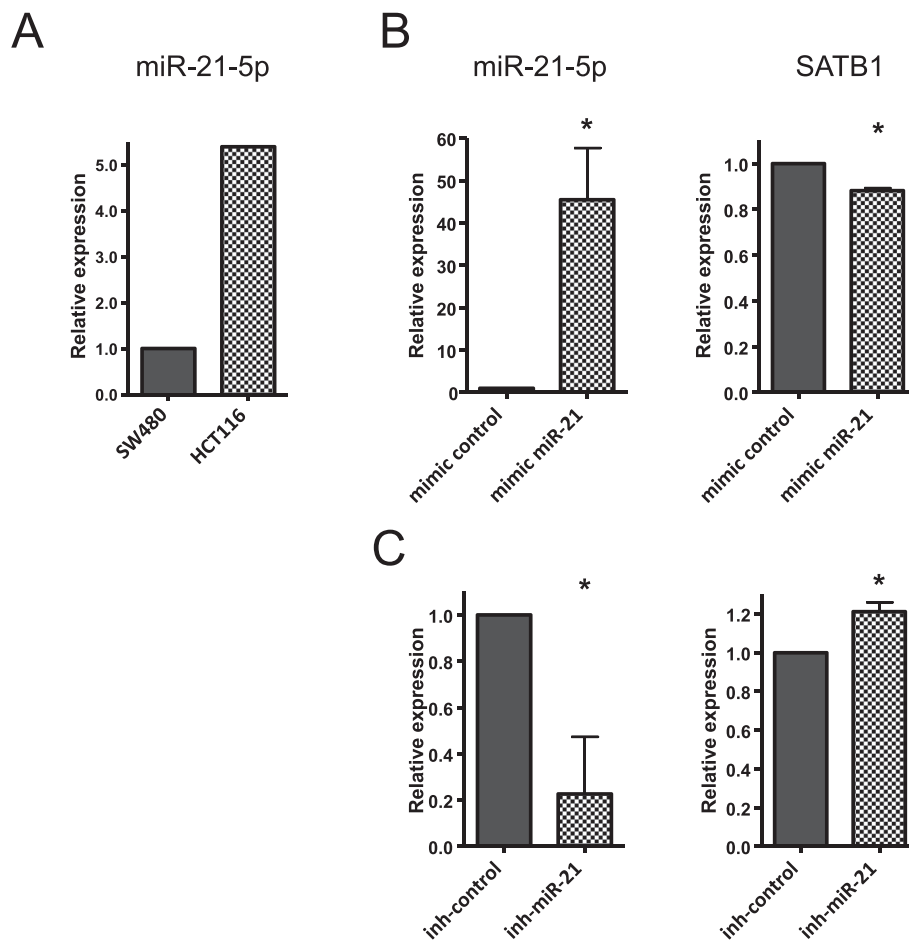 A
miR-21-5p
Relative expression
5.0
4.0
3.0
2.0
1.0
0.0
SW480
HCT116
B
miR-21-5p
*
Relative expression
60
50
40
30
20
10
0
mimic control
mimic miR-21
SATB1
*
Relative expression
1.0
0.8
0.6
0.4
0.2
0.0
mimic control
mimic miR-21
C
*
Relative expression
1.0
0.8
0.6
0.4
0.2
0.0
inh-control
inh-miR-21
*
Relative expression
1.2
1.0
0.8
0.6
0.4
0.2
0.0
inh-control
inh-miR-21